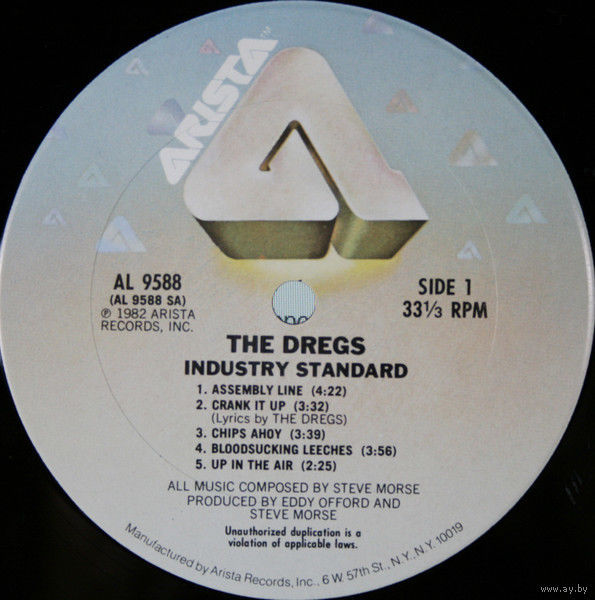 ARISTA™
AL 9588
(AL 9588 SA)
℗ 1982 ARISTA
RECORDS, INC.
SIDE 1
33⅓ RPM
THE DREGS
INDUSTRY STANDARD
1. ASSEMBLY LINE (4:22)
2. CRANK IT UP (3:32)
(Lyrics by THE DREGS)
3. CHIPS AHOY (3:39)
4. BLOODSUCKING LEECHES (3:56)
5. UP IN THE AIR (2:25)
ALL MUSIC COMPOSED BY STEVE MORSE
PRODUCED BY EDDY OFFORD AND
STEVE MORSE
Unauthorized duplication is a
violation of applicable laws.
Manufactured by Arista Records, Inc., 6 W. 57th St., N.Y., N.Y. 10019
www.ay.by